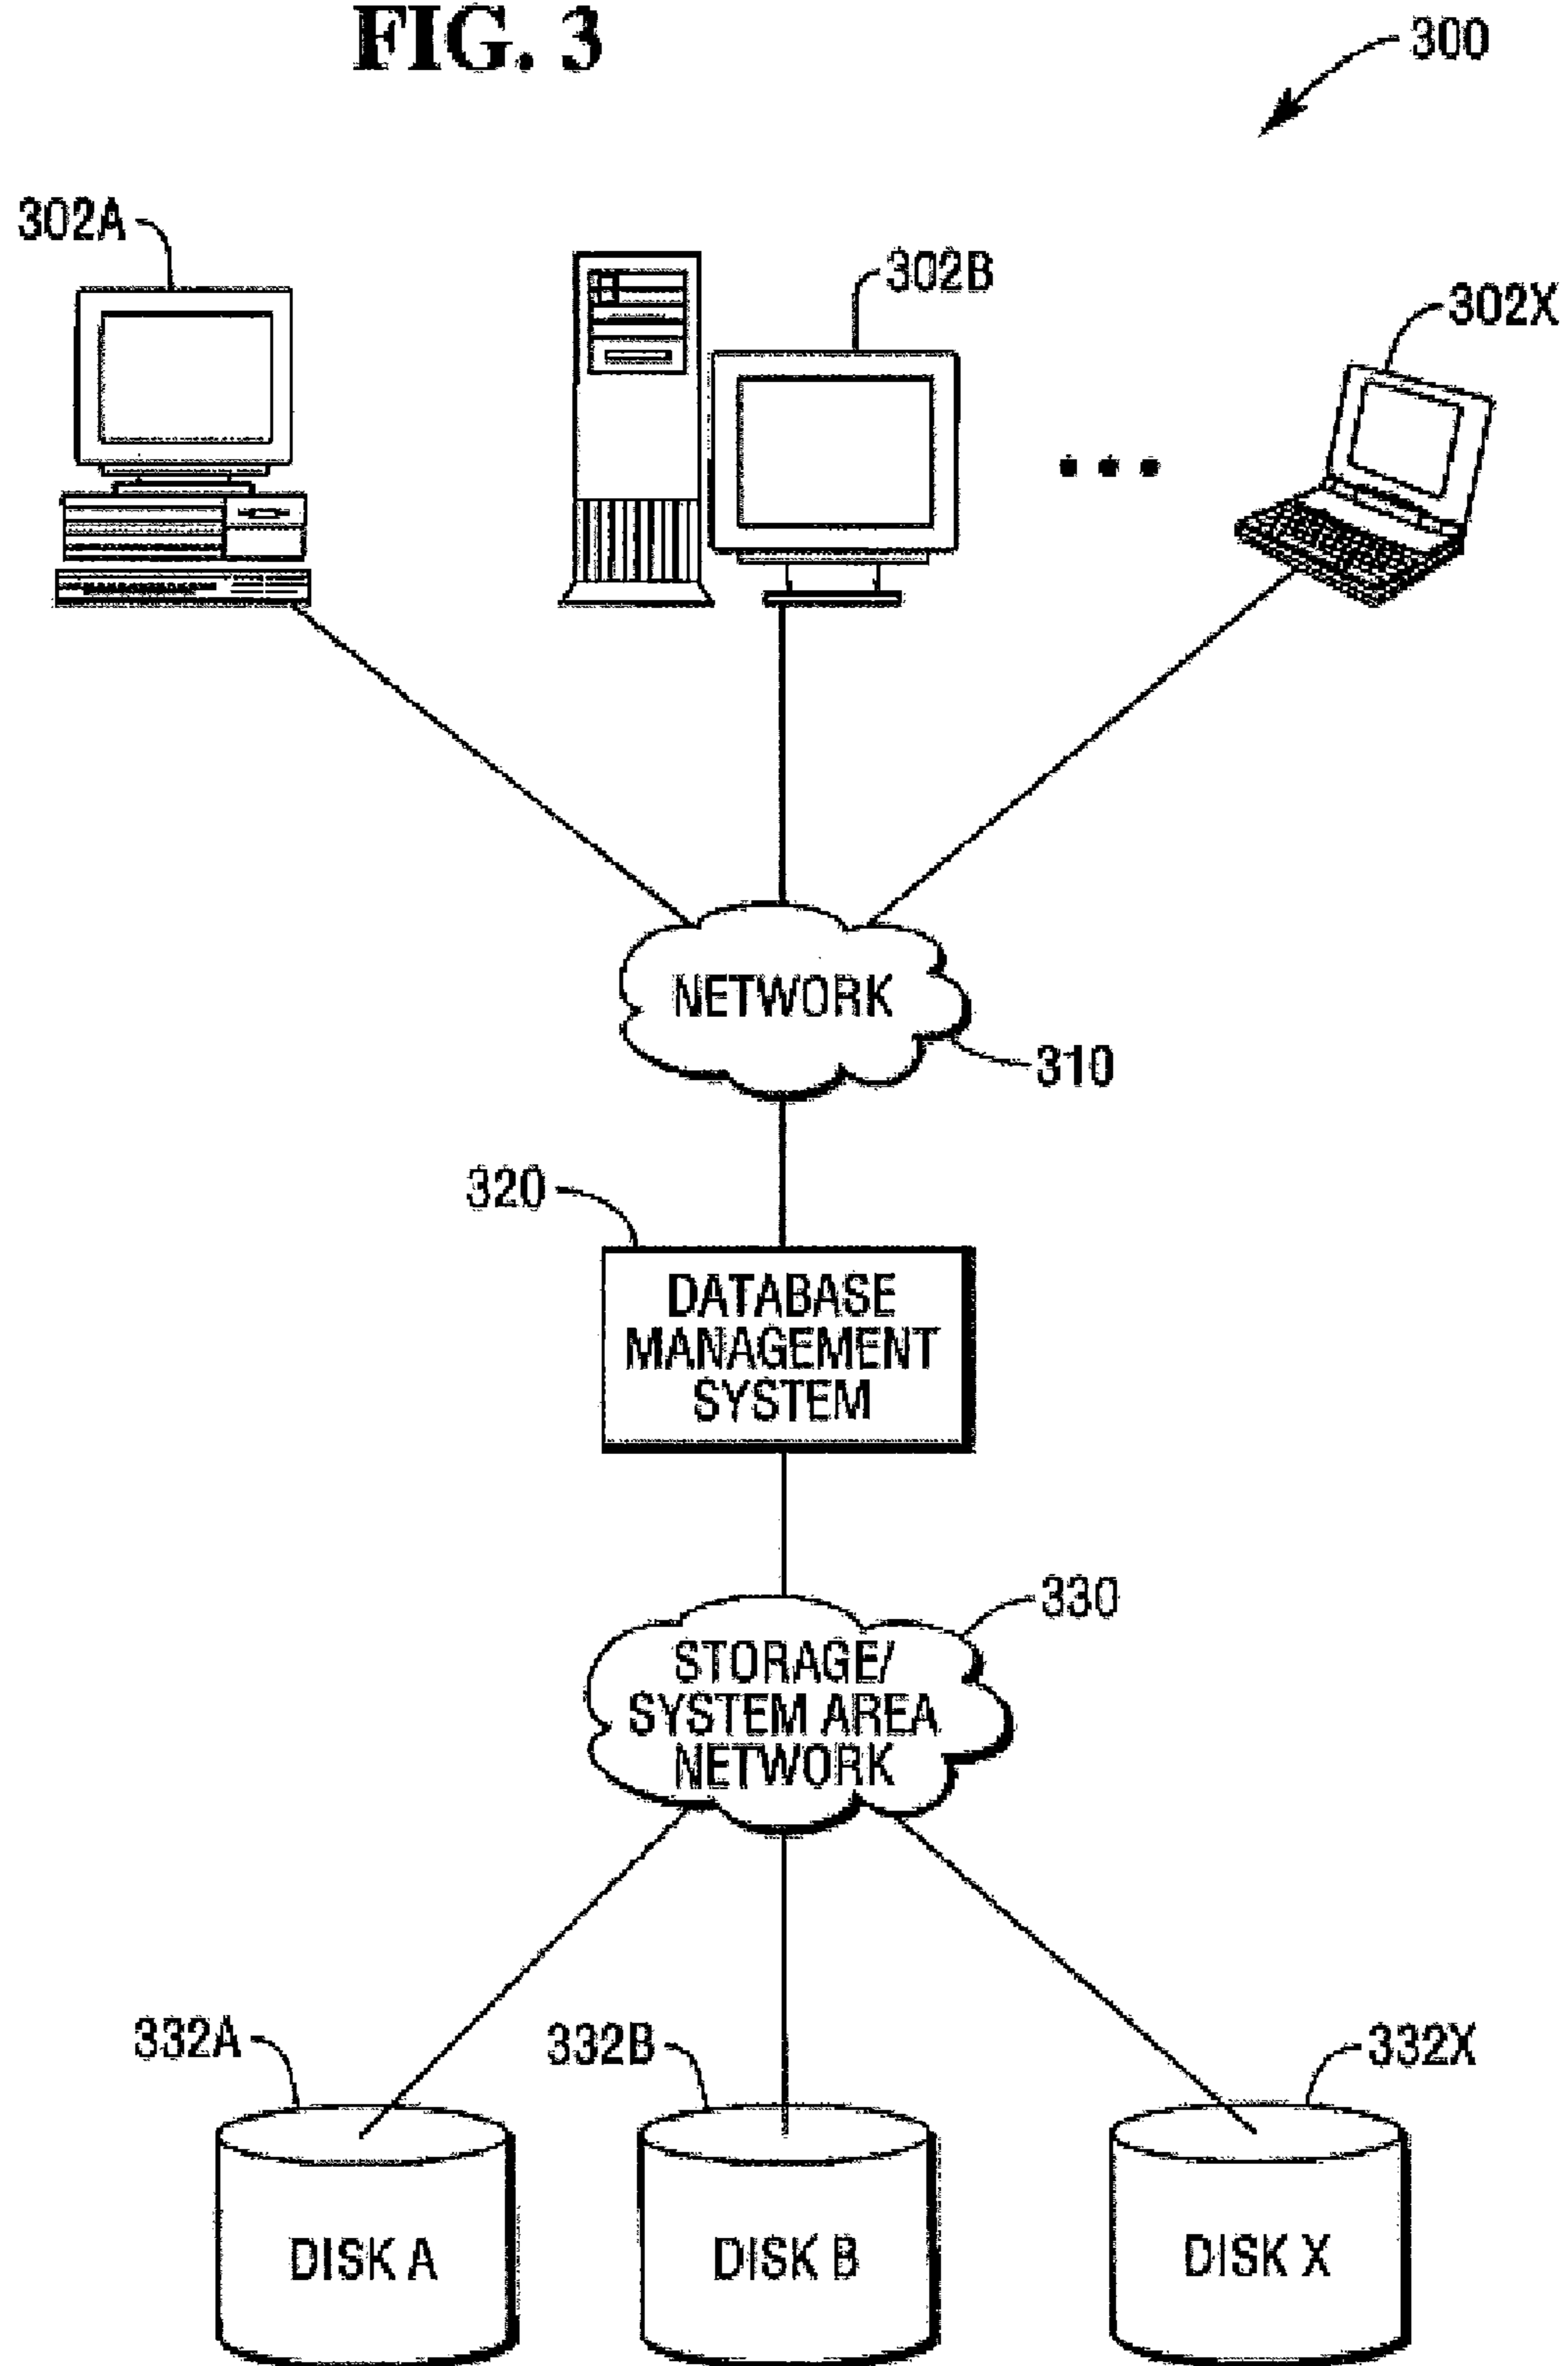 FIG. 3
300
302A
302B
302X
NETWORK
310
320
DATABASE
MANAGEMENT
SYSTEM
330
STORAGE/
SYSTEM AREA
NETWORK
332A
332B
332X
DISK A
DISK B
DISK X